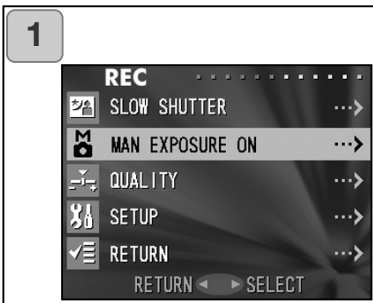 1
REC
SLOW SHUTTER
MAN EXPOSURE ON
QUALITY
SETUP
RETURN
RETURN SELECT